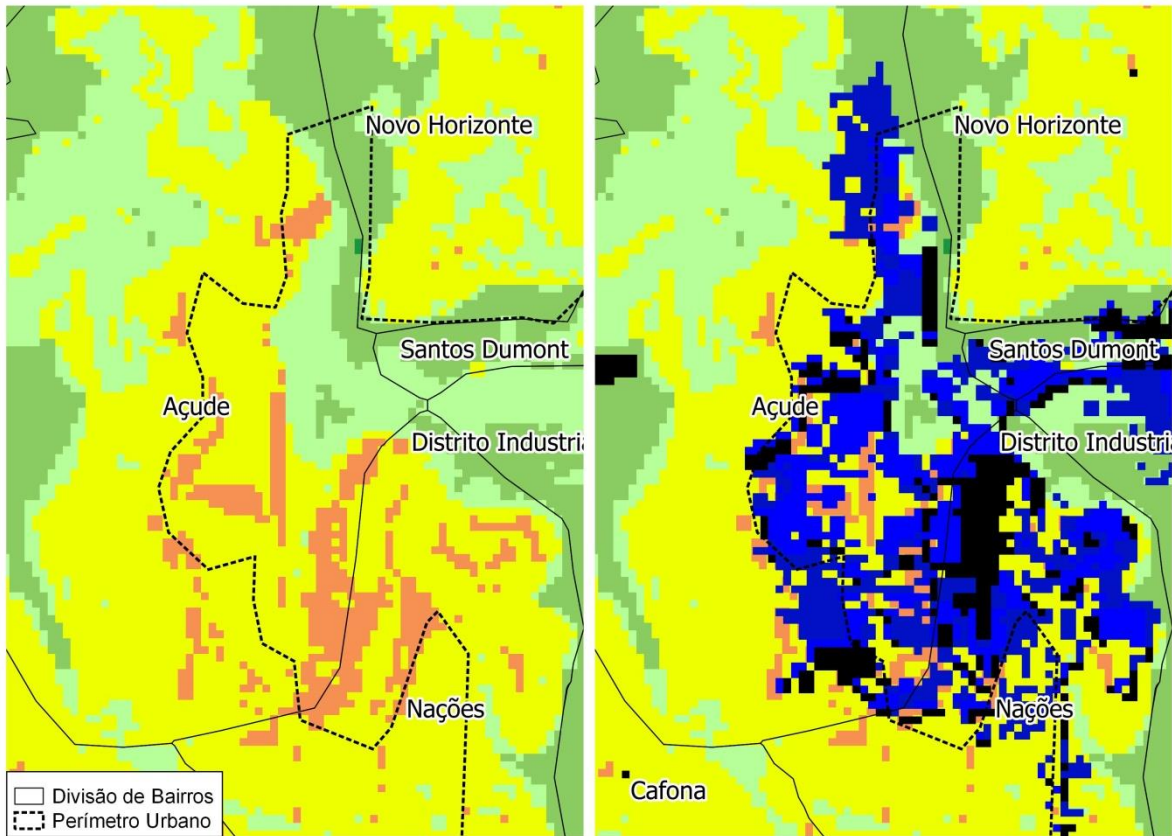 Novo Horizonte
Santos Dumont
Açude
Distrito Industria
Nações
Divisão de Bairros
Perímetro Urbano
Novo Horizonte
Santos Dumont
Açude
Distrito Industria
Nações
Cafona